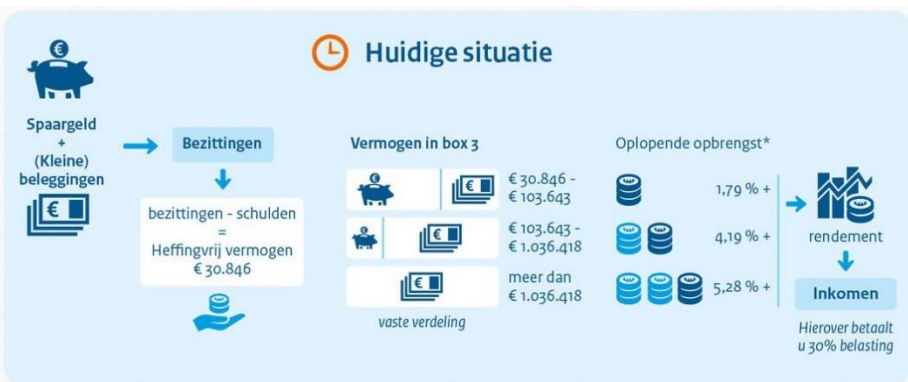 Huidige situatie
Spaargeld
+
(Kleine)
beleggingen
Bezittingen
bezittingen - schulden
=
Heffingvrij vermogen
€ 30.846
Vermogen in box 3
€ 30.846 -
€ 103.643
€ 103.643 -
€ 1.036.418
meer dan
€ 1.036.418
vaste verdeling
Oplopende opbrengst*
1,79 % +
4,19 % +
5,28 % +
rendement
Inkomen
Hierover betaalt
u 30% belasting